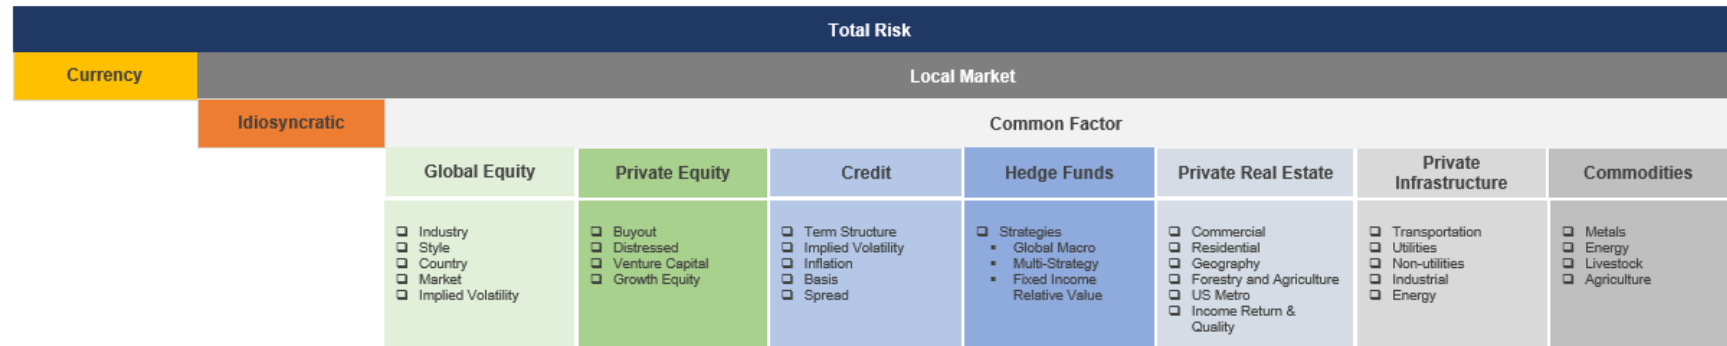 Total Risk
Currency
Local Market
Idiosyncratic
Common Factor
Global Equity
Private Equity
Credit
Hedge Funds
Private Real Estate
Private
Infrastructure
Commodities
Industry
Style
Country
Market
Implied Volatility
Buyout
Distressed
Venture Capital
Growth Equity
Term Structure
Implied Volatility
Inflation
Basis
Spread
Strategies
Global Macro
Multi-Strategy
Fixed Income
Relative Value
Commercial
Residential
Geography
Forestry and Agriculture
US Metro
Income Return &
Quality
Transportation
Utilities
Non-utilities
Industrial
Energy
Metals
Energy
Livestock
Agriculture